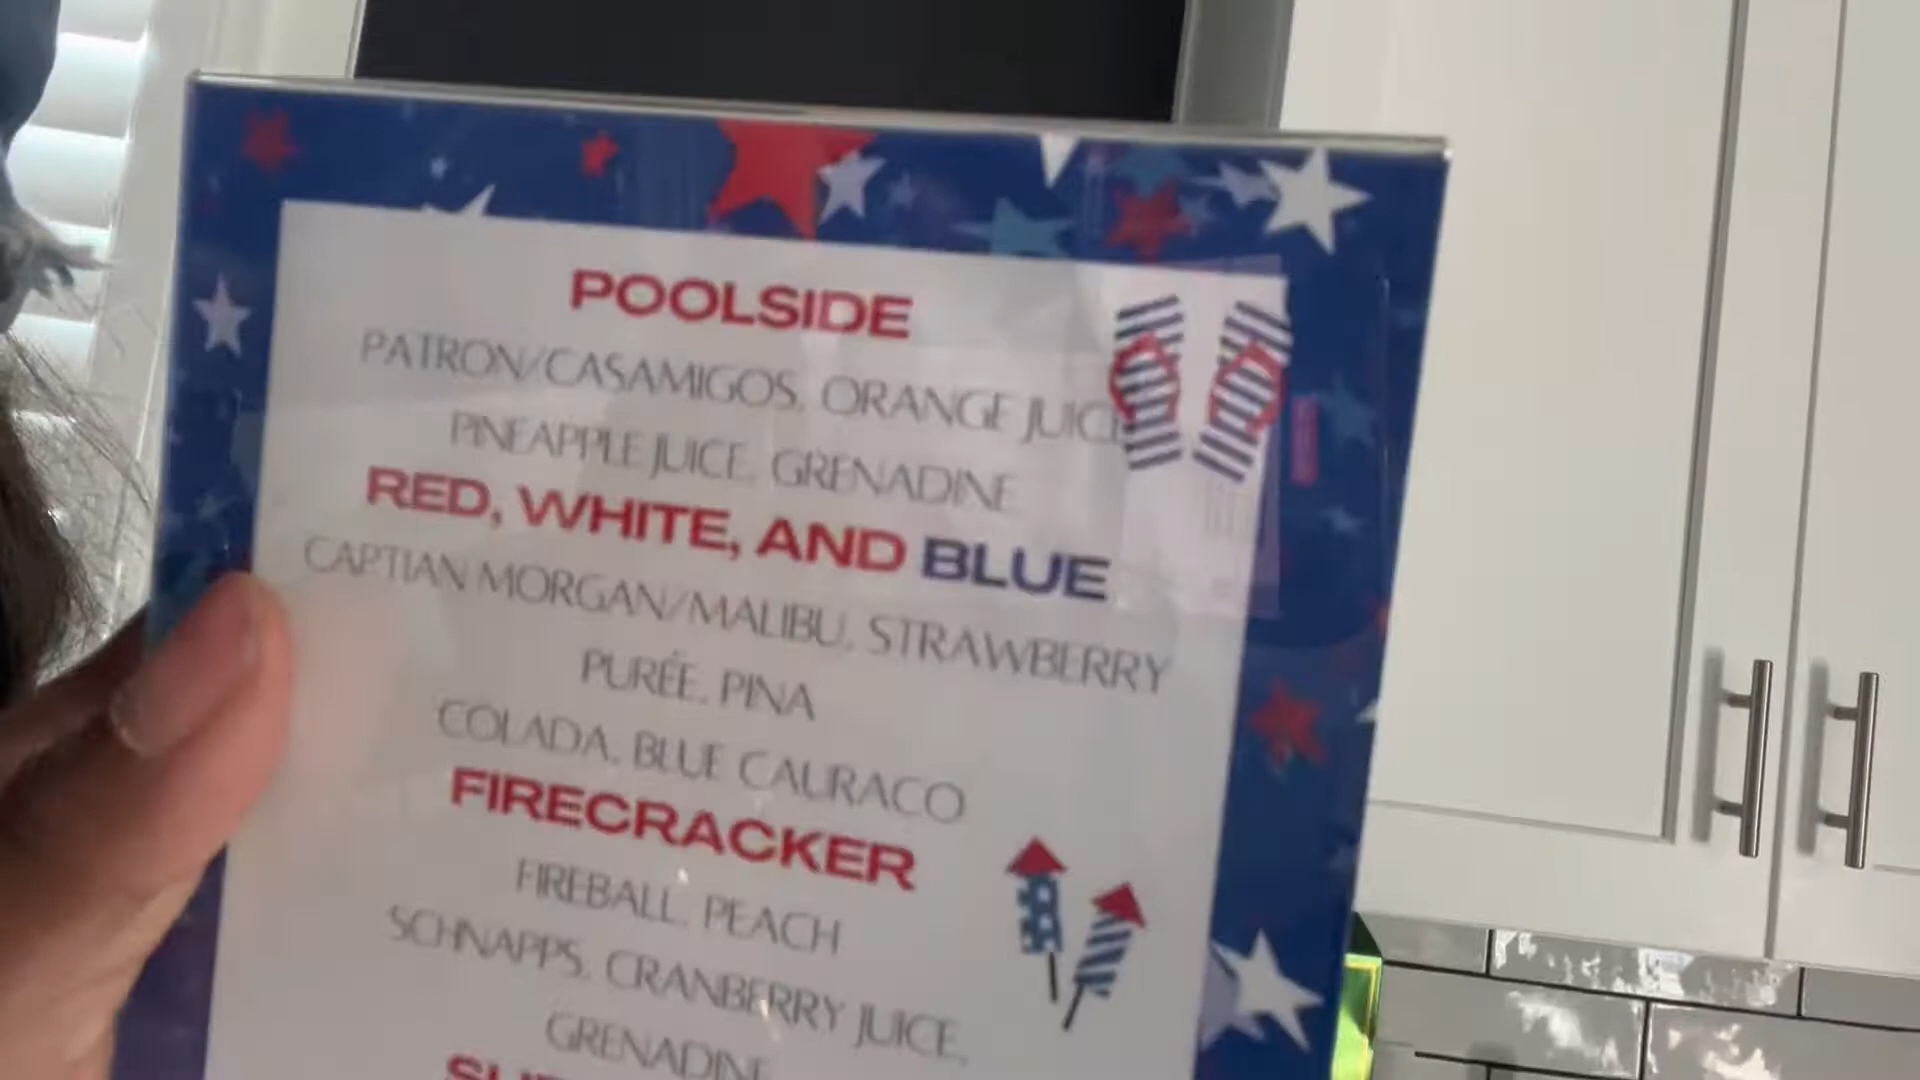 POOLSIDE
PATRON/CASAMIGOS, ORANGE JUICE
PINEAPPLE JUICE, GRENADINE
RED, WHITE, AND BLUE
CAPTIAN MORGAN/MALIBU, STRAWBERRY
PURÉE, PINA
COLADA, BLUE CAURACO
FIRECRACKER
FIREBALL, PEACH
SCHNAPPS, CRANBERRY JUICE,
GRENADINE